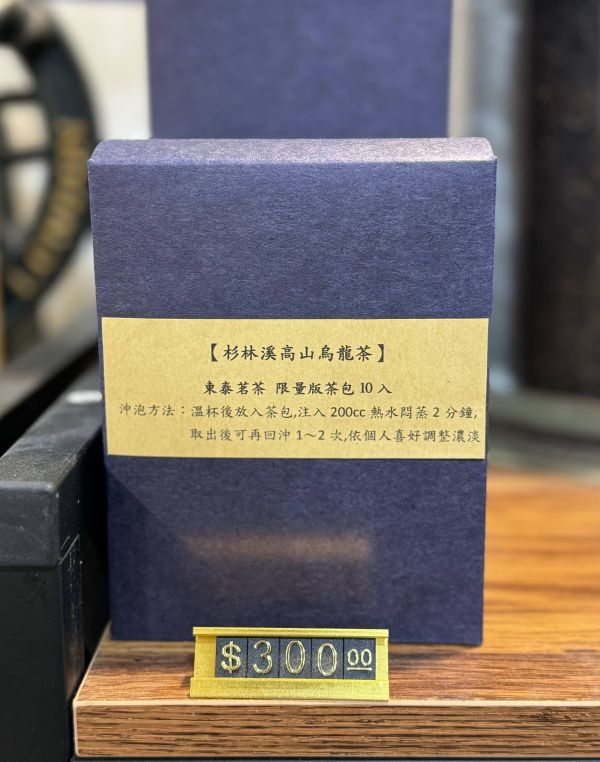 【杉林溪高山烏龍茶】
東泰茗茶 限量版茶包 10 入
沖泡方法：溫杯後放入茶包,注入 200cc 熱水悶蒸 2 分鐘,
取出後可再回沖 1～2 次,依個人喜好調整濃淡
$300 00